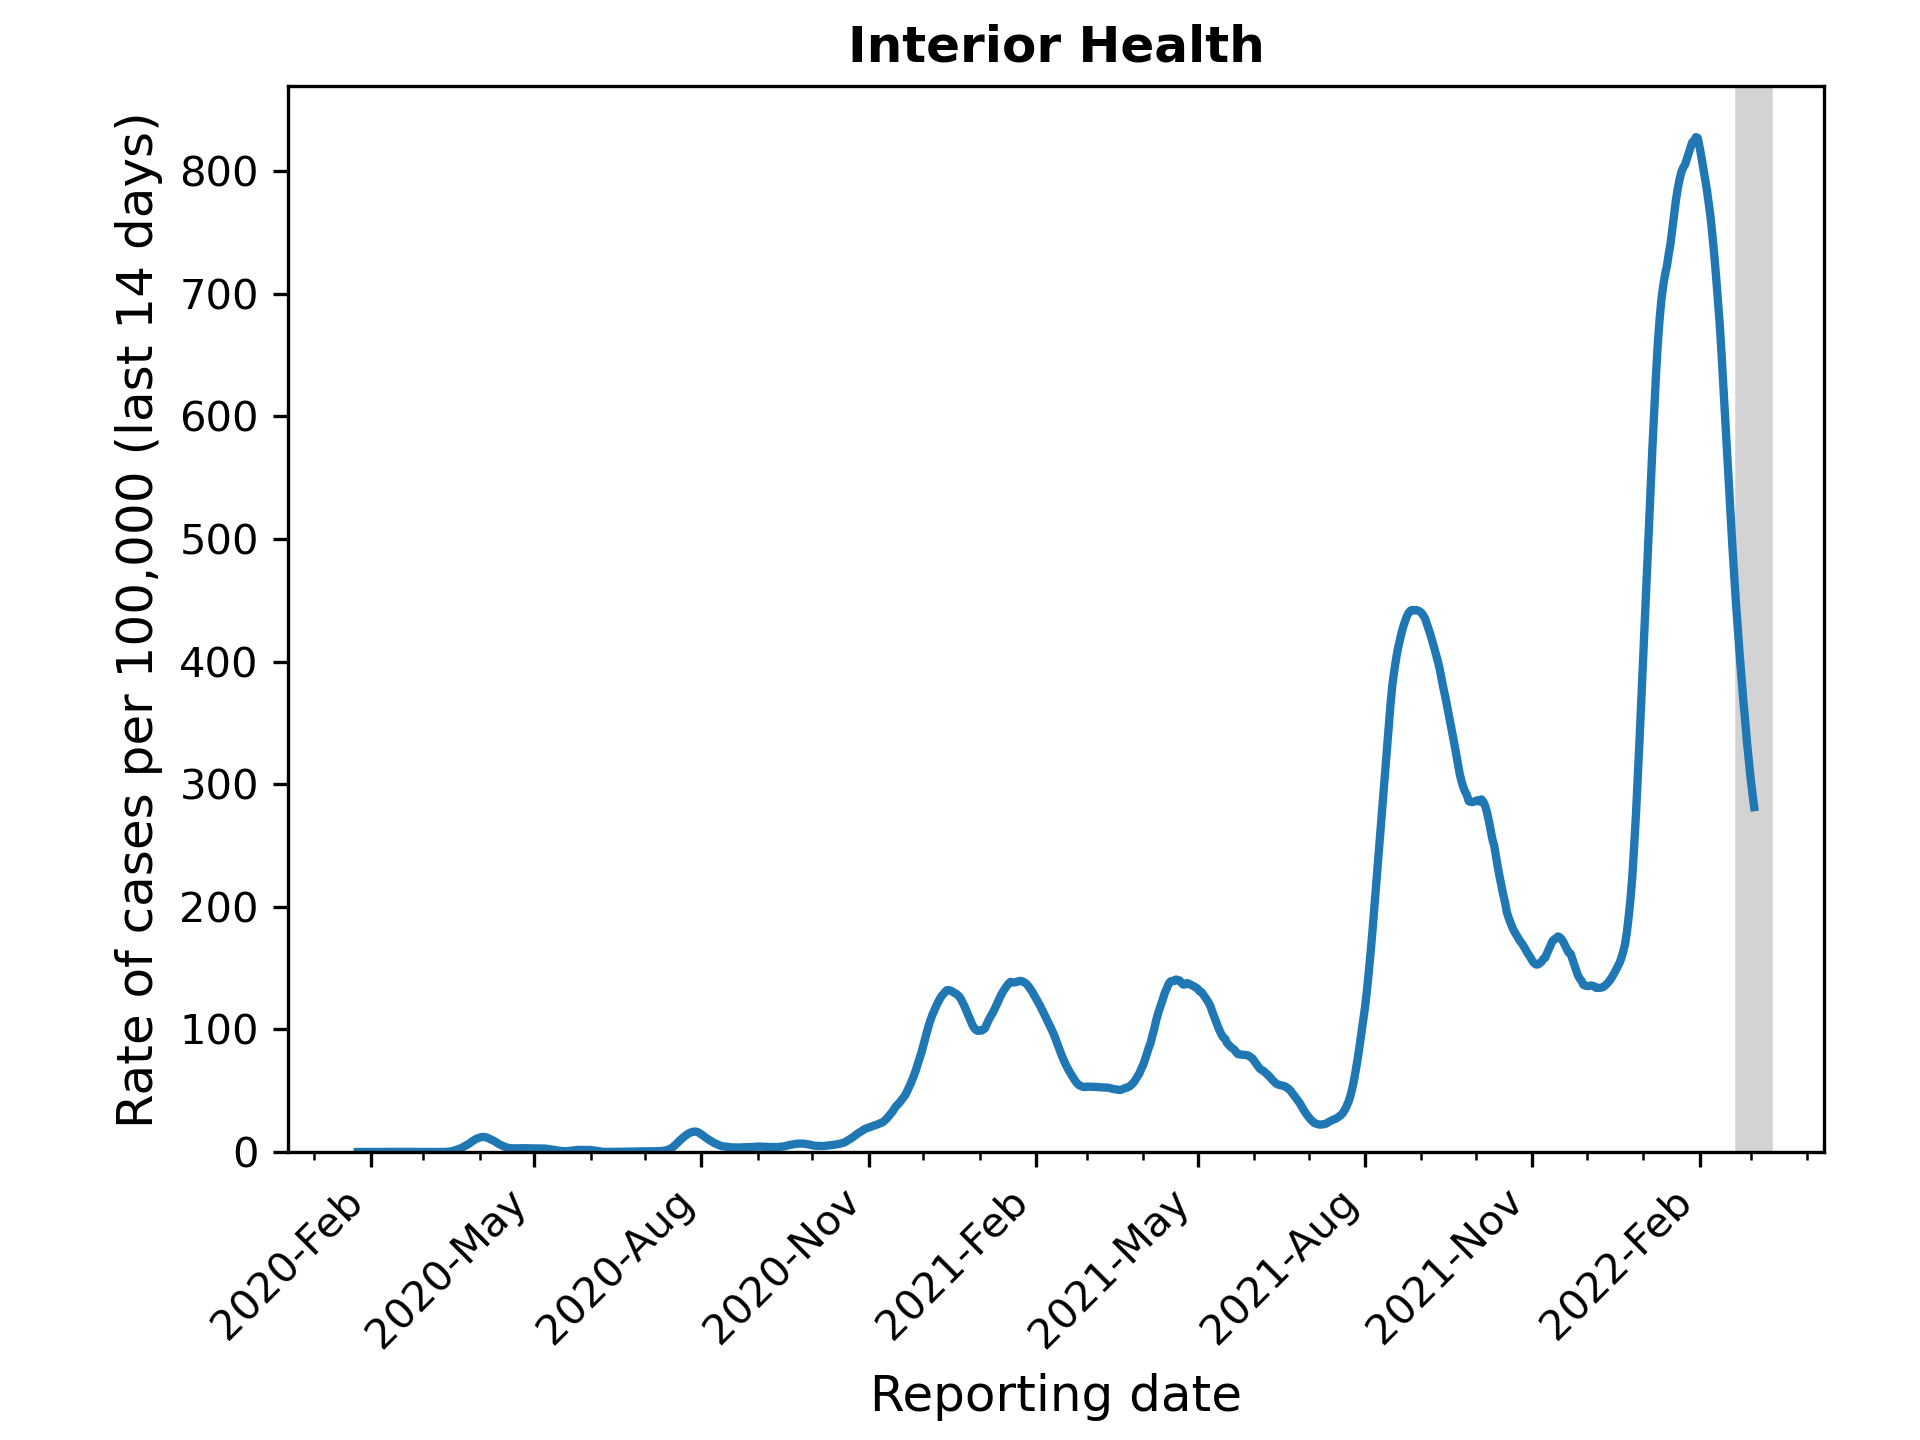 Interior Health
Rate of cases per 100,000 (last 14 days)
800
700
600
500
400
300
200
100
0
2020-Feb
2020-May
2020-Aug
2020-Nov
2021-Feb
2021-May
2021-Aug
2021-Nov
2022-Feb
Reporting date